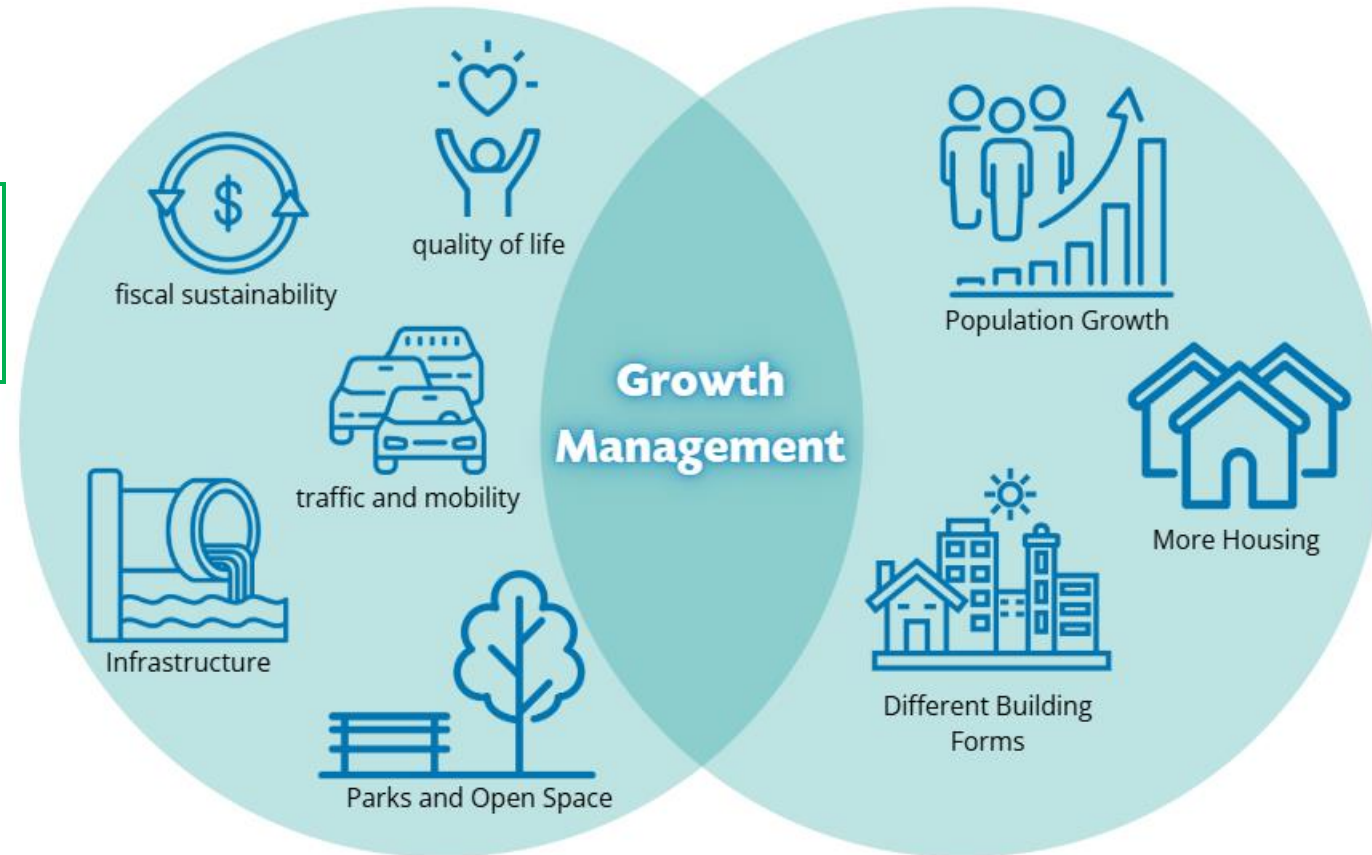 quality of life
fiscal sustainability
$
traffic and mobility
Infrastructure
Parks and Open Space
Growth
Management
Population Growth
More Housing
Different Building
Forms